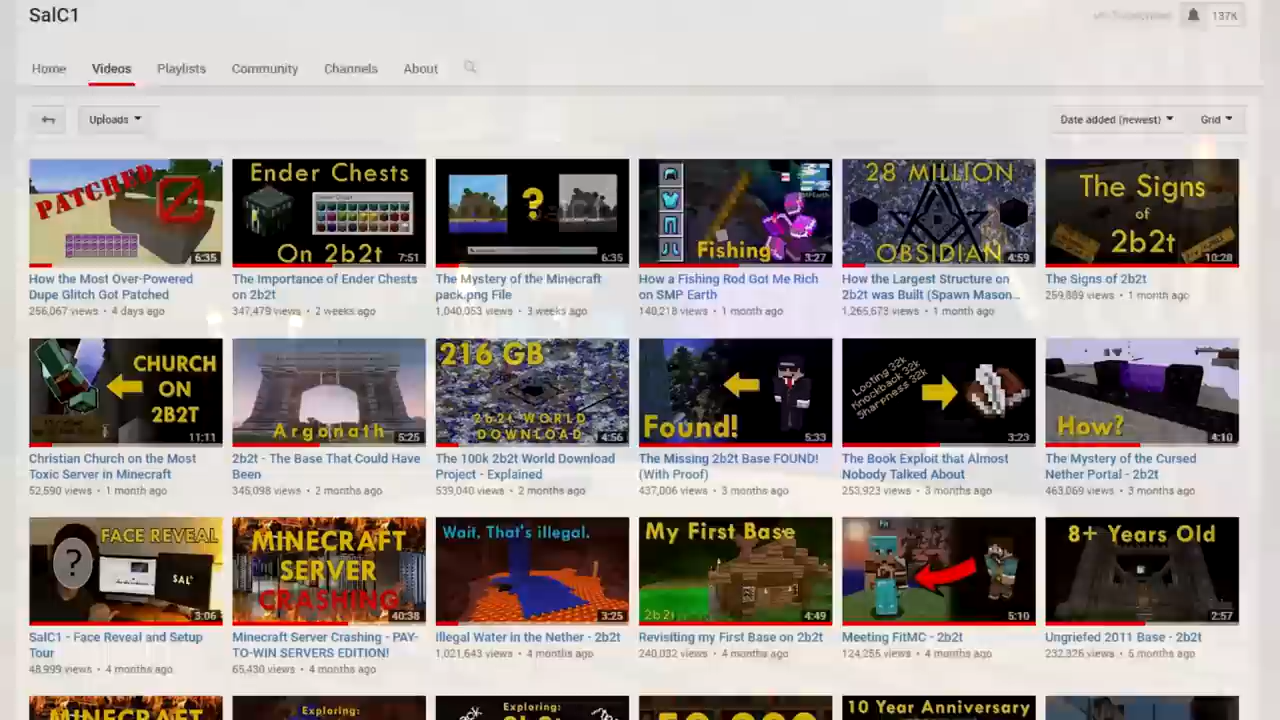 SalC1
137K
Home Videos Playlists Community Channels About
Uploads
Date added (newest) Grid
PATCHED
6:35
Ender Chests
On 2b2t
7:51
?
6:35
Fishing
3:27
28 MILLION
OBSIDIAN
4:59
The Signs
of
2b2t
10:28
How the Most Over-Powered
Dupe Glitch Got Patched
256,067 views • 4 days ago
The Importance of Ender Chests
on 2b2t
347,479 views • 2 weeks ago
The Mystery of the Minecraft
pack.png File
1,040,053 views • 3 weeks ago
How a Fishing Rod Got Me Rich
on SMP Earth
140,218 views • 1 month ago
How the Largest Structure on
2b2t was Built (Spawn Mason...
1,265,673 views • 1 month ago
The Signs of 2b2t
259,889 views • 1 month ago
CHURCH
ON
2B2T
11:11
Argonath
5:25
216 GB
2b2t WORLD
DOWNLOAD
4:56
Found!
5:33
Looting 32k
Knockback 32k
Sharpness 32k
3:23
How?
4:10
Christian Church on the Most
Toxic Server in Minecraft
52,590 views • 1 month ago
2b2t - The Base That Could Have
Been
345,098 views • 2 months ago
The 100k 2b2t World Download
Project - Explained
539,040 views • 2 months ago
The Missing 2b2t Base FOUND!
(With Proof)
437,006 views • 3 months ago
The Book Exploit that Almost
Nobody Talked About
253,923 views • 3 months ago
The Mystery of the Cursed
Nether Portal - 2b2t
463,069 views • 3 months ago
FACE REVEAL
?
SAL
3:06
MINECRAFT
SERVER
CRASHING
40:38
Wait, That's illegal.
3:25
My First Base
2b2t
4:49
5:10
8+ Years Old
2:57
SalC1 - Face Reveal and Setup
Tour
48,999 views • 4 months ago
Minecraft Server Crashing - PAY-
TO-WIN SERVERS EDITION!
65,430 views • 4 months ago
Illegal Water in the Nether - 2b2t
1,021,643 views • 4 months ago
Revisiting my First Base on 2b2t
240,032 views • 4 months ago
Meeting FitMC - 2b2t
124,256 views • 4 months ago
Ungriefed 2011 Base - 2b2t
232,326 views • 5 months ago
MINECRAFT
Exploring:
Exploring:
10 Year Anniversary